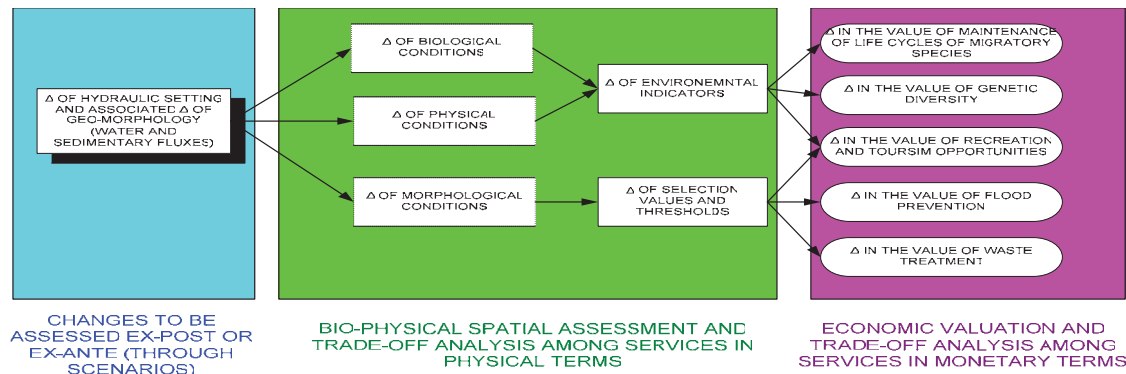 Δ OF HYDRAULIC SETTING
AND ASSOCIATED Δ OF
GEO-MORPHOLOGY
(WATER AND
SEDIMENTARY FLUXES)
Δ OF BIOLOGICAL
CONDITIONS
Δ OF PHYSICAL
CONDITIONS
Δ OF MORPHOLOGICAL
CONDITIONS
Δ OF ENVIRONEMNTAL
INDICATORS
Δ OF SELECTION
VALUES AND
THRESHOLDS
Δ IN THE VALUE OF MAINTENANCE
OF LIFE CYCLES OF MIGRATORY
SPECIES
Δ IN THE VALUE OF GENETIC
DIVERSITY
Δ IN THE VALUE OF RECREATION
AND TOURSIM OPPORTUNITIES
Δ IN THE VALUE OF FLOOD
PREVENTION
Δ IN THE VALUE OF WASTE
TREATMENT
CHANGES TO BE
ASSESSED EX-POST OR
EX-ANTE (THROUGH
SCENARIOS)
BIO-PHYSICAL SPATIAL ASSESSMENT AND
TRADE-OFF ANALYSIS AMONG SERVICES IN
PHYSICAL TERMS
ECONOMIC VALUATION AND
TRADE-OFF ANALYSIS AMONG
SERVICES IN MONETARY TERMS